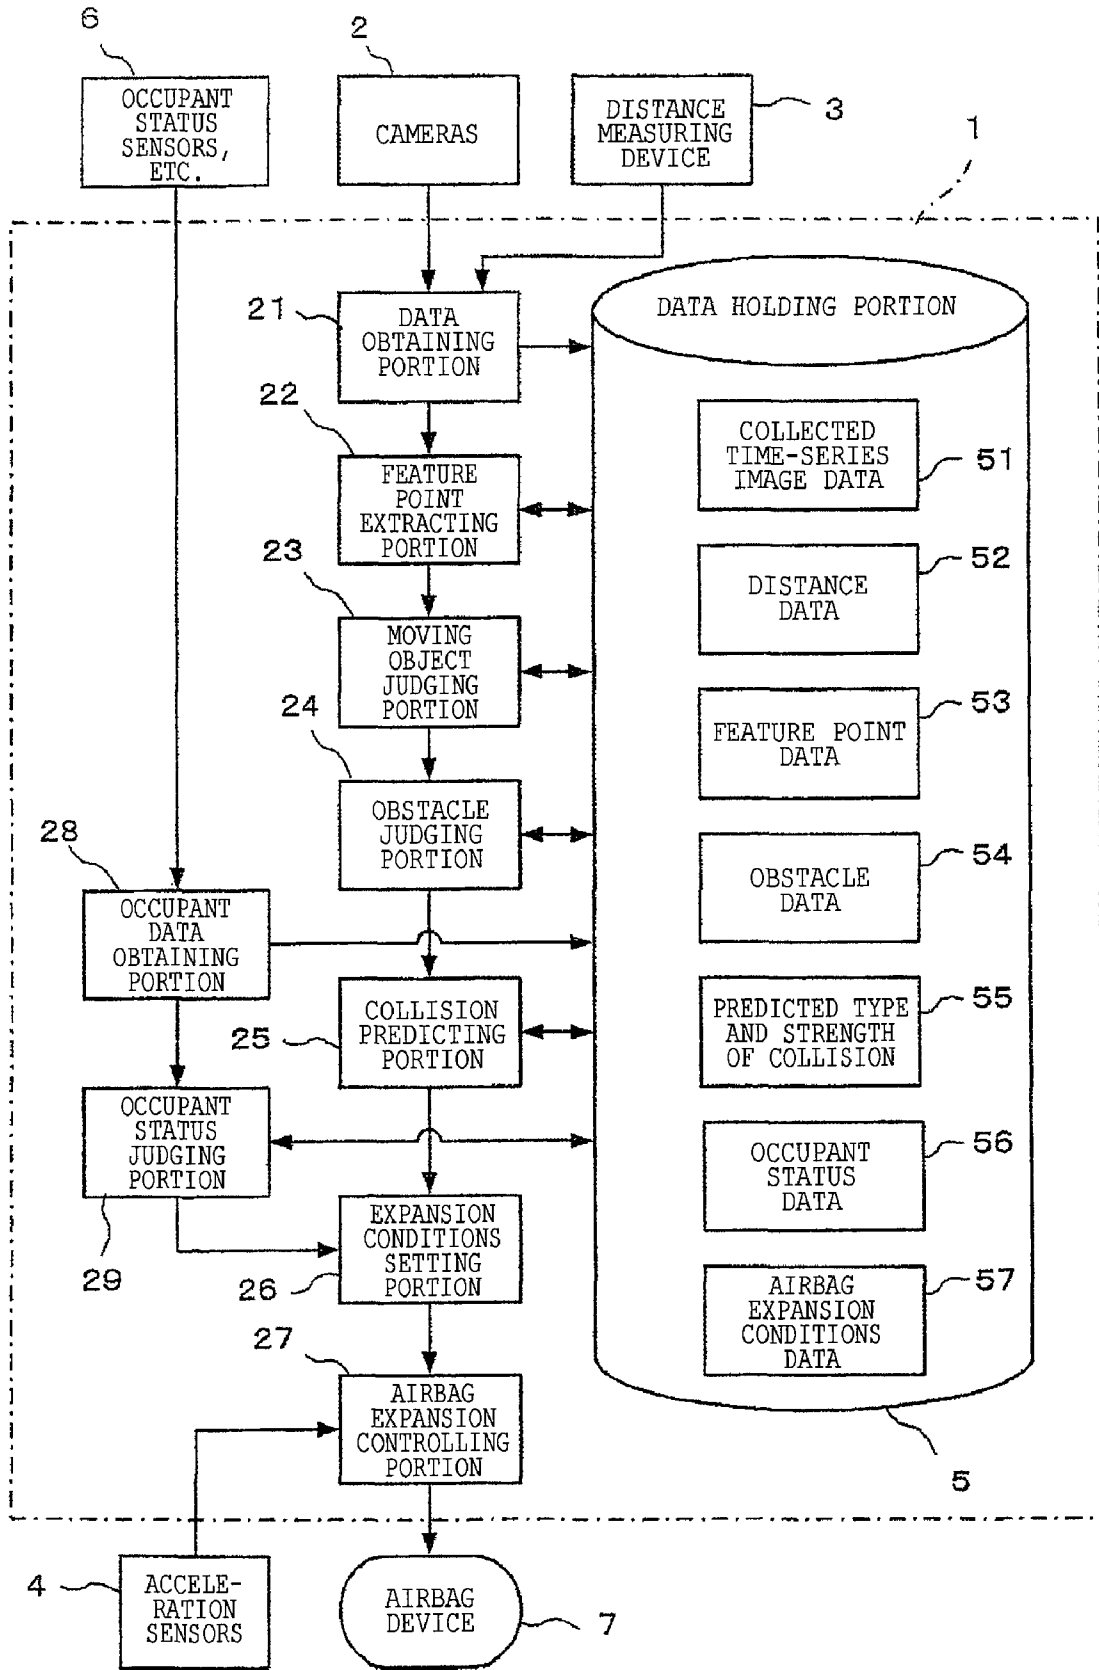 6
2
3
1
OCCUPANT
STATUS
SENSORS,
ETC.
CAMERAS
DISTANCE
MEASURING
DEVICE
21
DATA
OBTAINING
PORTION
DATA HOLDING PORTION
22
FEATURE
POINT
EXTRACTING
PORTION
COLLECTED
TIME-SERIES
IMAGE DATA
51
23
MOVING
OBJECT
JUDGING
PORTION
DISTANCE
DATA
52
24
OBSTACLE
JUDGING
PORTION
FEATURE POINT
DATA
53
28
OCCUPANT
DATA
OBTAINING
PORTION
OBSTACLE
DATA
54
25
COLLISION
PREDICTING
PORTION
PREDICTED TYPE
AND STRENGTH
OF COLLISION
55
OCCUPANT
STATUS
JUDGING
PORTION
29
OCCUPANT
STATUS
DATA
56
EXPANSION
CONDITIONS
SETTING
PORTION
26
AIRBAG
EXPANSION
CONDITIONS
DATA
57
27
AIRBAG
EXPANSION
CONTROLLING
PORTION
5
4
ACCELE-
RATION
SENSORS
AIRBAG
DEVICE
7